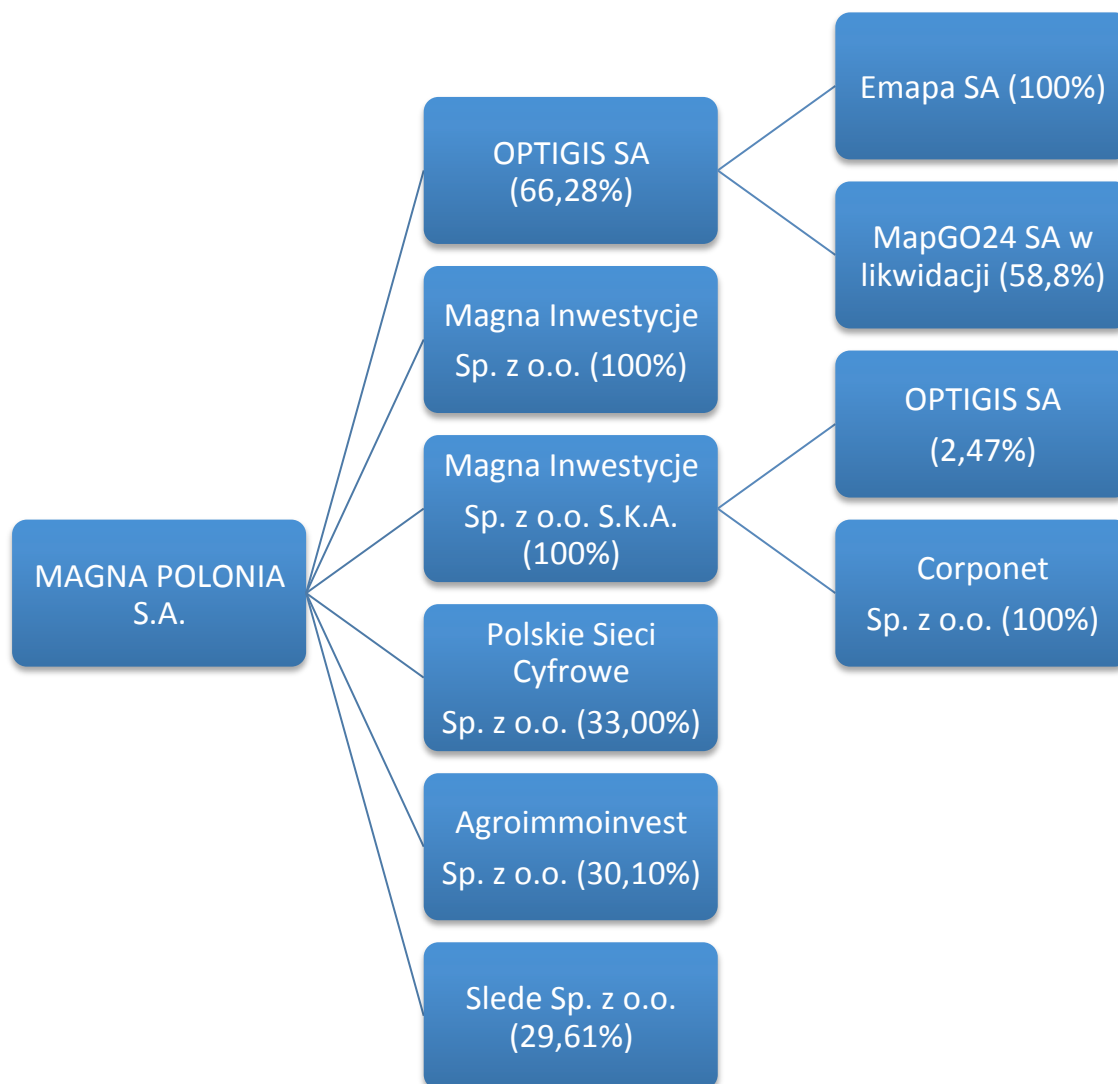 MAGNA POLONIA
S.A.
OPTIGIS SA
(66,28%)
Emapa SA (100%)
MapGO24 SA w
likwidacji (58,8%)
Magna Inwestycje
Sp. z o.o. (100%)
Magna Inwestycje
Sp. z o.o. S.K.A.
(100%)
OPTIGIS SA
(2,47%)
Corponet
Sp. z o.o. (100%)
Polskie Sieci
Cyfrowe
Sp. z o.o. (33,00%)
Agroimmoinvest
Sp. z o.o. (30,10%)
Slede Sp. z o.o.
(29,61%)